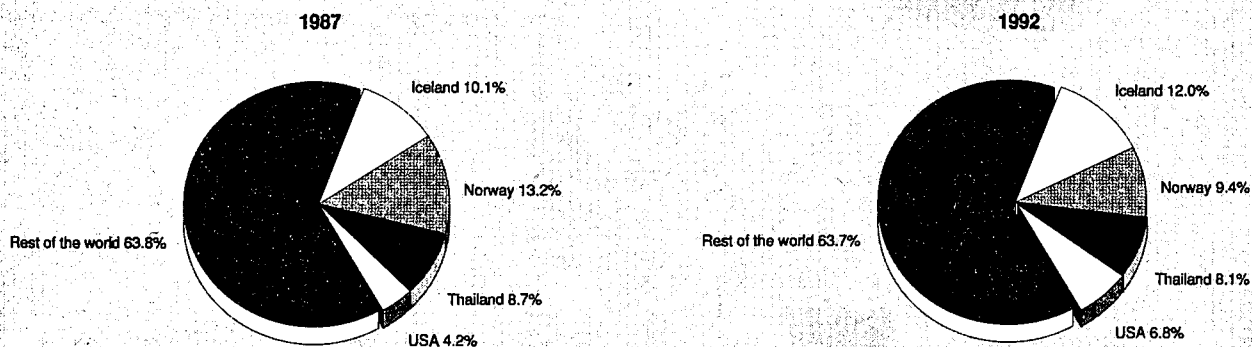 1987
Iceland 10.1%
Norway 13.2%
Rest of the world 63.8%
Thailand 8.7%
USA 4.2%
1992
Iceland 12.0%
Norway 9.4%
Rest of the world 63.7%
Thailand 8.1%
USA 6.8%